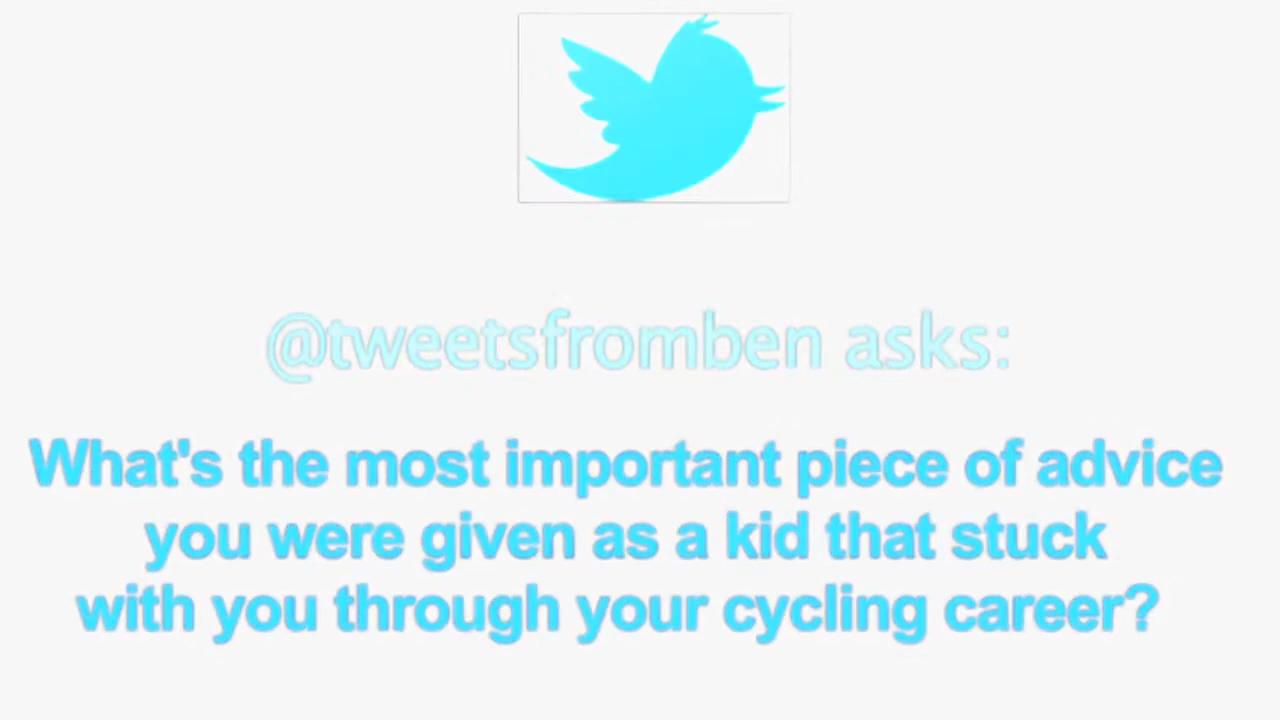 @tweetsfromben asks:
What's the most important piece of advice
you were given as a kid that stuck
with you through your cycling career?